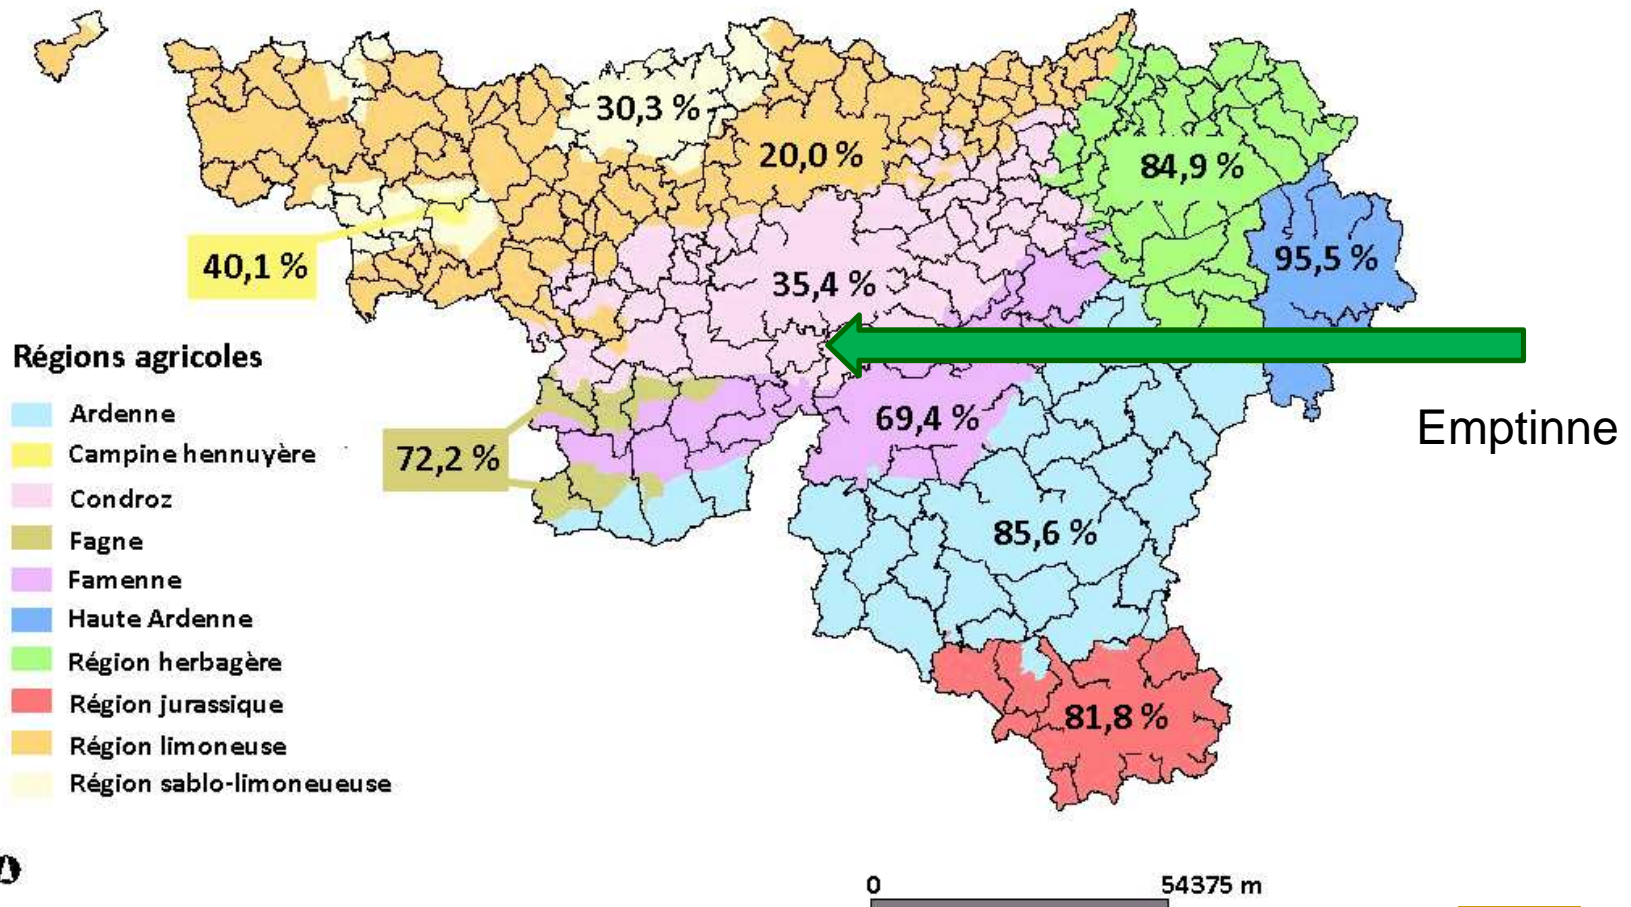 30,3 %
20,0 %
84,9 %
40,1 %
35,4 %
95,5 %
Régions agricoles
Ardenne
Campine hennuyère
Condroz
Fagne
Famenne
Haute Ardenne
Région herbagère
Région jurassique
Région limoneuse
Région sablo-limoneueuse
72,2 %
69,4 %
Emptinne
85,6 %
81,8 %
0
54375 m